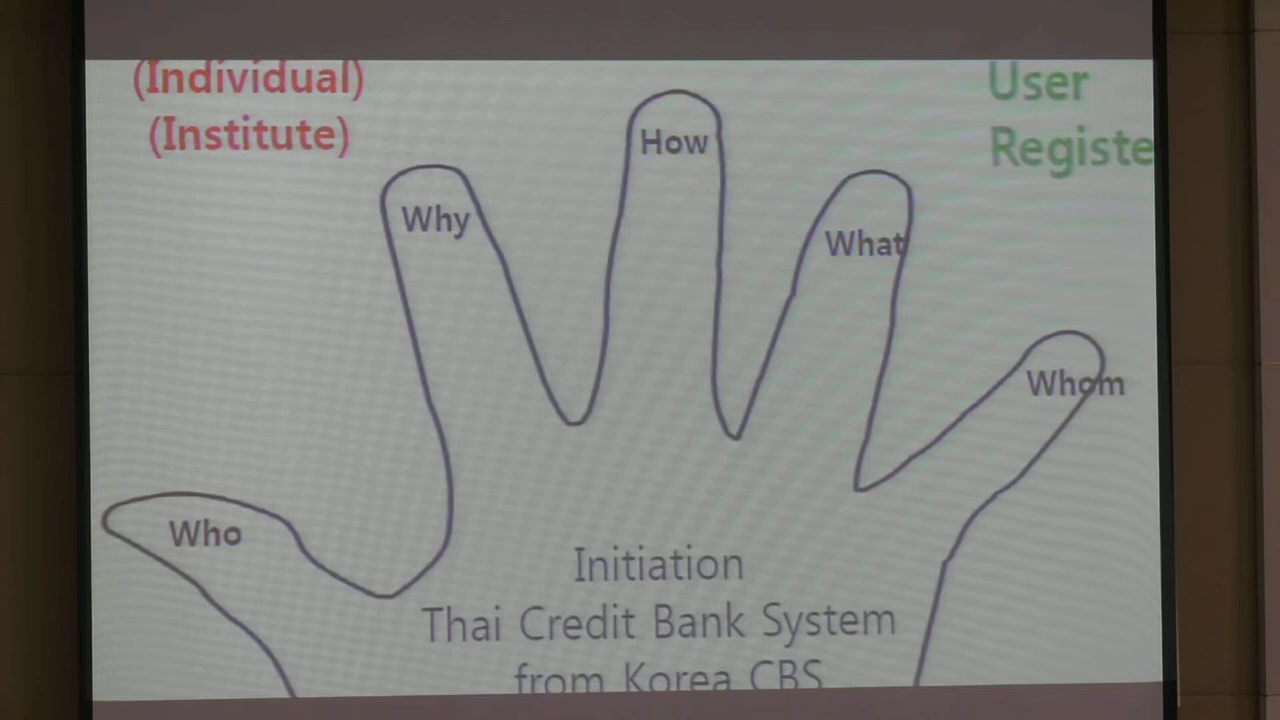 (Individual)
(Institute)
User
Registe
How
Why
What
Whom
Who
Initiation
Thai Credit Bank System
from Korea CBS